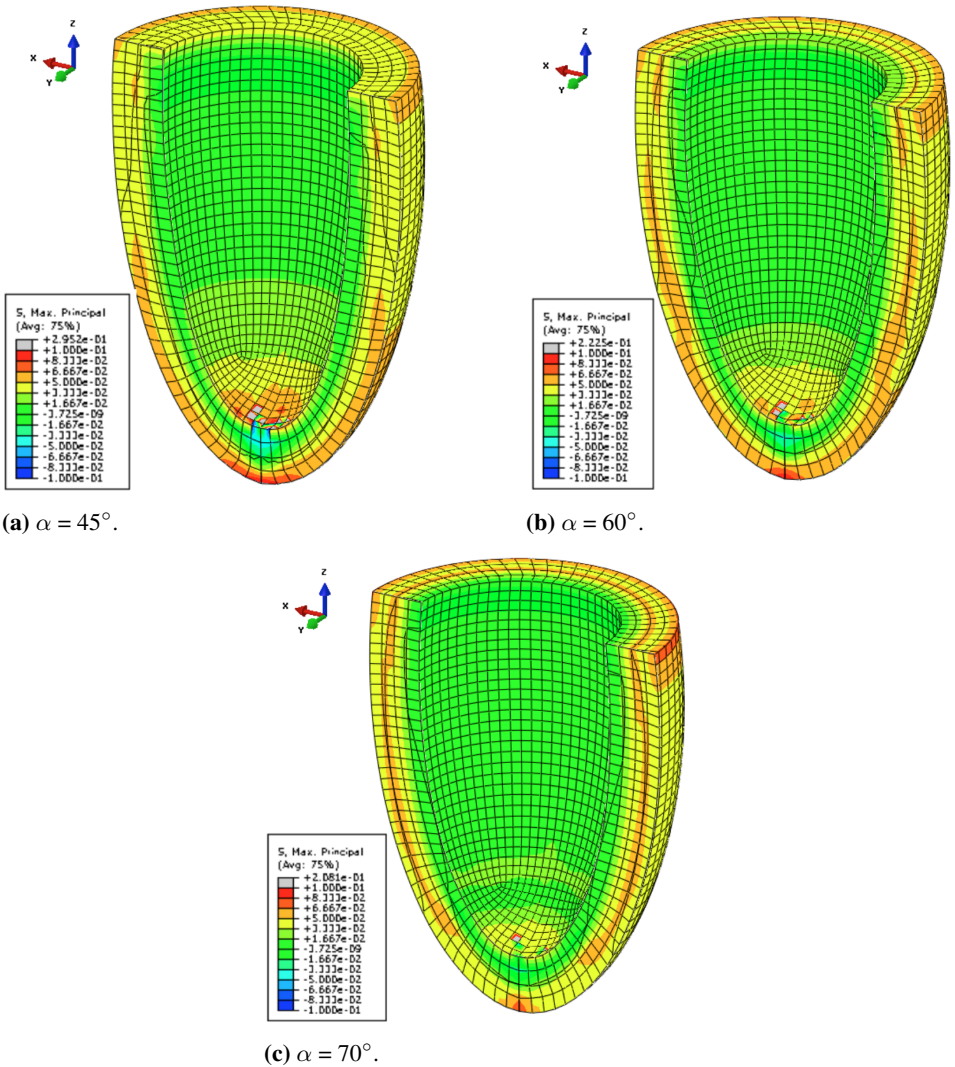 Z
X
Y
S, Max. Principal
(Avg: 75%)
+2.952e-01
+1.000e-01
+8.333e-02
+6.667e-02
+5.000e-02
+3.333e-02
+1.667e-02
-3.725e-09
-1.667e-02
-3.333e-02
-5.000e-02
-6.667e-02
-8.333e-02
-1.000e-01
(a) α = 45°.
Z
X
Y
S, Max. Principal
(Avg: 75%)
+2.225e-01
+1.000e-01
+8.333e-02
+6.667e-02
+5.000e-02
+3.333e-02
+1.667e-02
-3.725e-09
-1.667e-02
-3.333e-02
-5.000e-02
-6.667e-02
-8.333e-02
-1.000e-01
(b) α = 60°.
Z
X
Y
S, Max. Principal
(Avg: 75%)
+2.081e-01
+1.000e-01
+8.333e-02
+6.667e-02
+5.000e-02
+3.333e-02
+1.667e-02
-3.725e-09
-1.667e-02
-3.333e-02
-5.000e-02
-6.667e-02
-8.333e-02
-1.000e-01
(c) α = 70°.